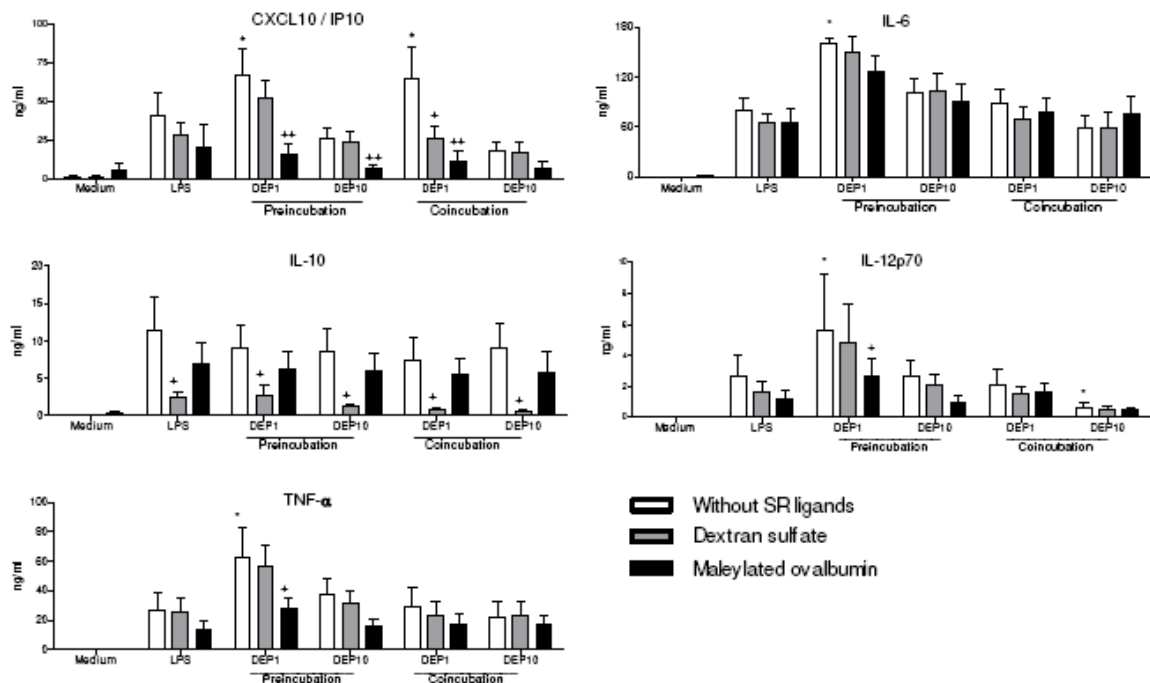 CXCL10 / IP10
100
75
50
25
0
ng/ml
*
*
++
++
+
++
Medium LPS DEP1 DEP10 DEP1 DEP10
Preincubation Coincubation
IL-6
180
120
60
0
ng/ml
*
Medium LPS DEP1 DEP10 DEP1 DEP10
Preincubation Coincubation
IL-10
20
15
10
5
0
ng/ml
+
+
+
+
+
Medium LPS DEP1 DEP10 DEP1 DEP10
Preincubation Coincubation
IL-12p70
6
4
2
0
ng/ml
*
+
*
Medium LPS DEP1 DEP10 DEP1 DEP10
Preincubation Coincubation
TNF-α
100
80
60
40
20
0
ng/ml
*
+
Medium LPS DEP1 DEP10 DEP1 DEP10
Preincubation Coincubation
Without SR ligands
Dextran sulfate
Maleylated ovalbumin